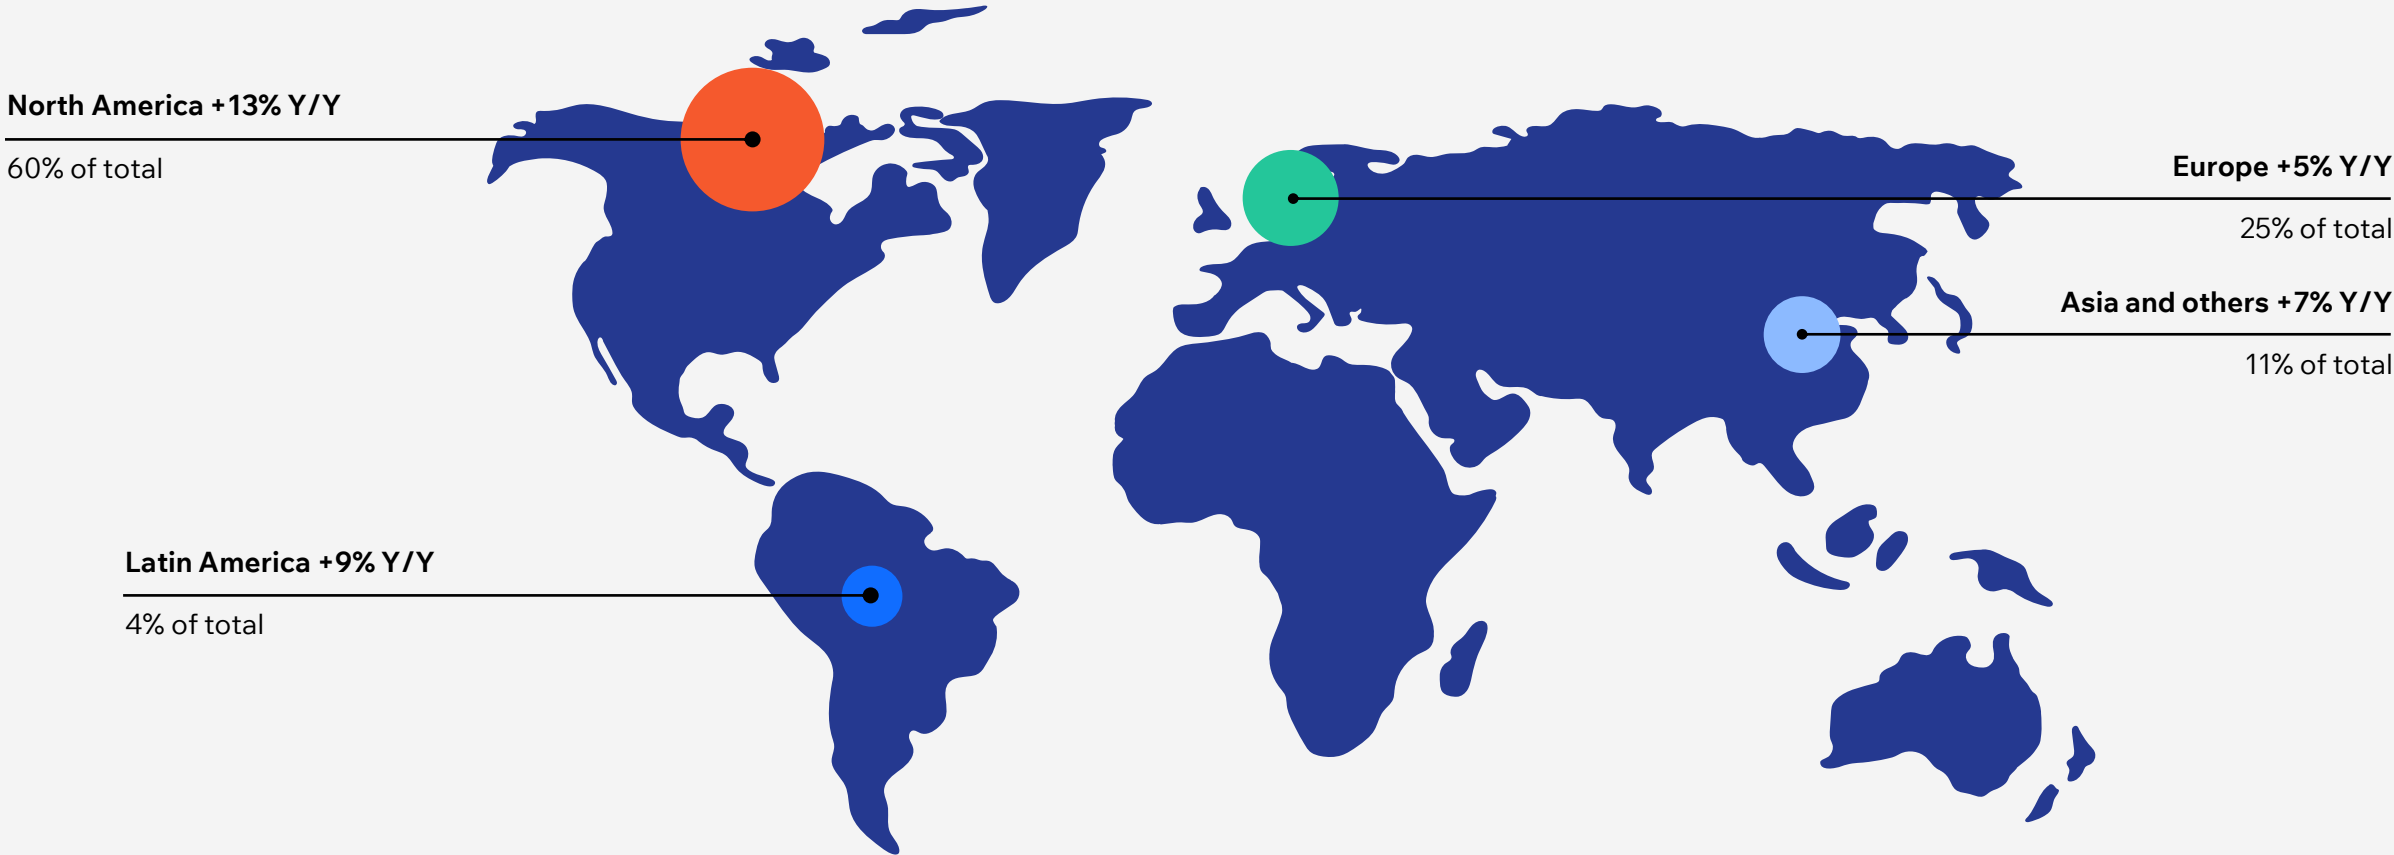 North America +13% Y/Y
60% of total
Europe +5% Y/Y
25% of total
Asia and others +7% Y/Y
11% of total
Latin America +9% Y/Y
4% of total